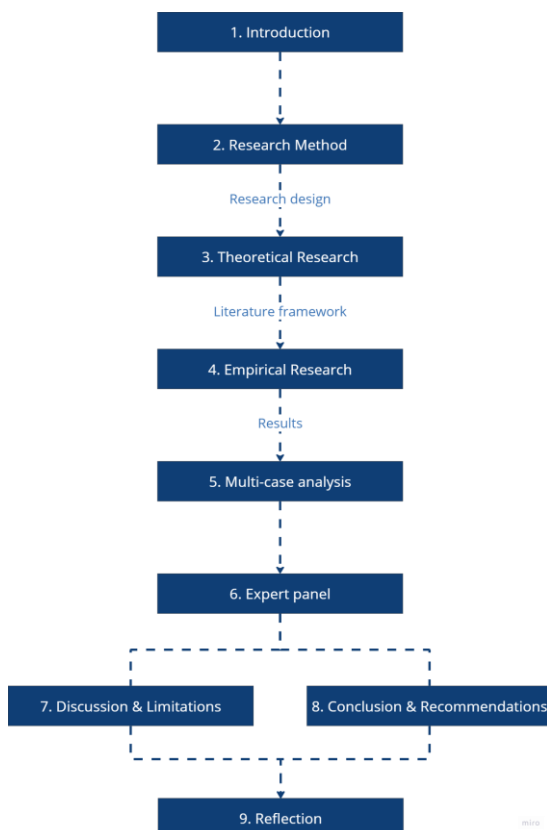 1. Introduction
2. Research Method
Research design
3. Theoretical Research
Literature framework
4. Empirical Research
Results
5. Multi-case analysis
6. Expert panel
7. Discussion & Limitations
8. Conclusion & Recommendations
9. Reflection
miro